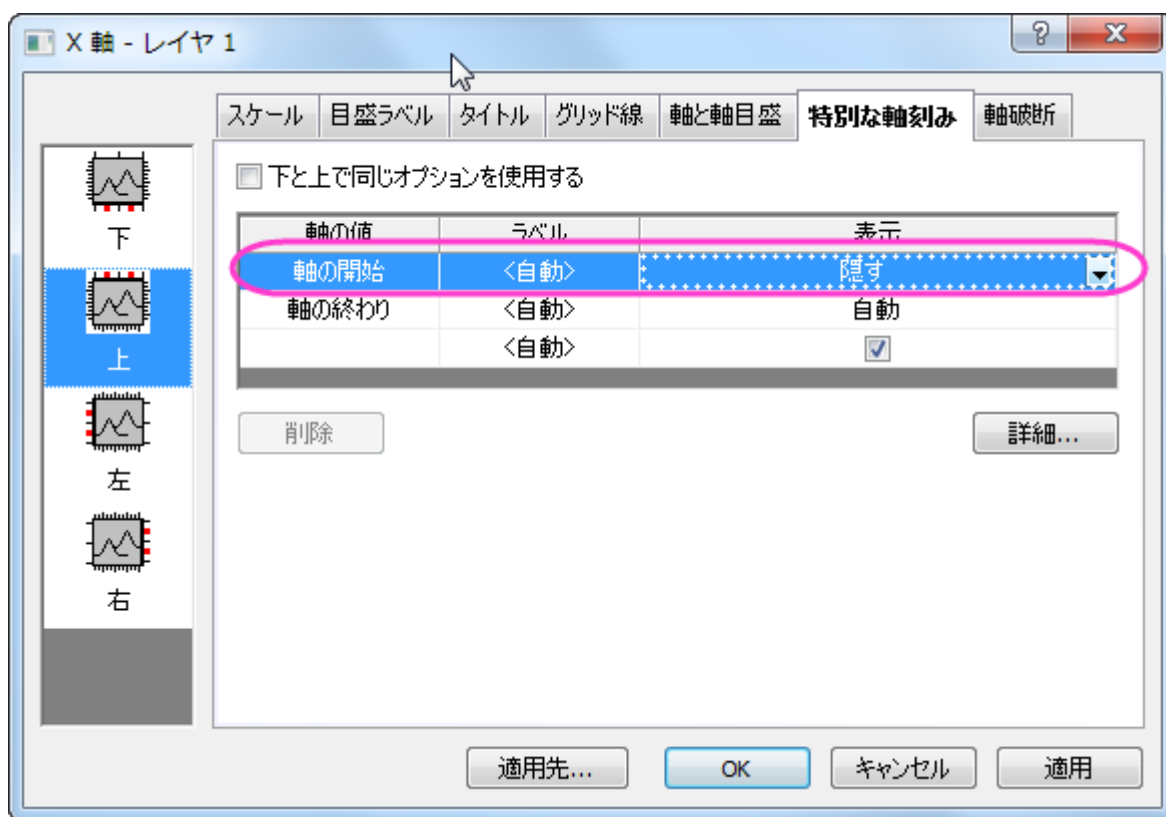 X 軸 - レイヤ 1
スケール 目盛ラベル タイトル グリッド線 軸と軸目盛 特別な軸刻み 軸破断
下
上
左
右
下と上で同じオプションを使用する
軸の値 ラベル 表示
軸の開始 <自動> 隠す
軸の終わり <自動> 自動
<自動>
削除 詳細...
適用先... OK キャンセル 適用